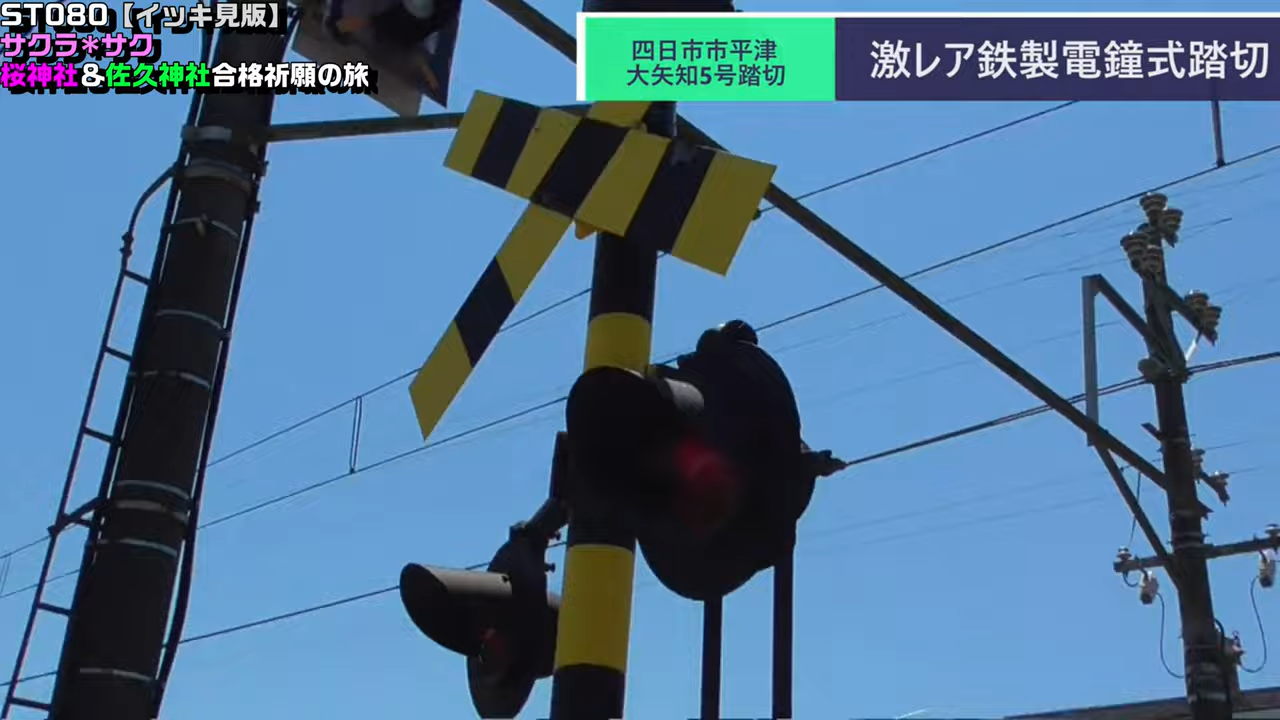 ST080【イッキ見版】
サクラ*サク
桜神社&佐久神社合格祈願の旅
四日市市平津
大矢知5号踏切
激レア鉄製電鐘式踏切